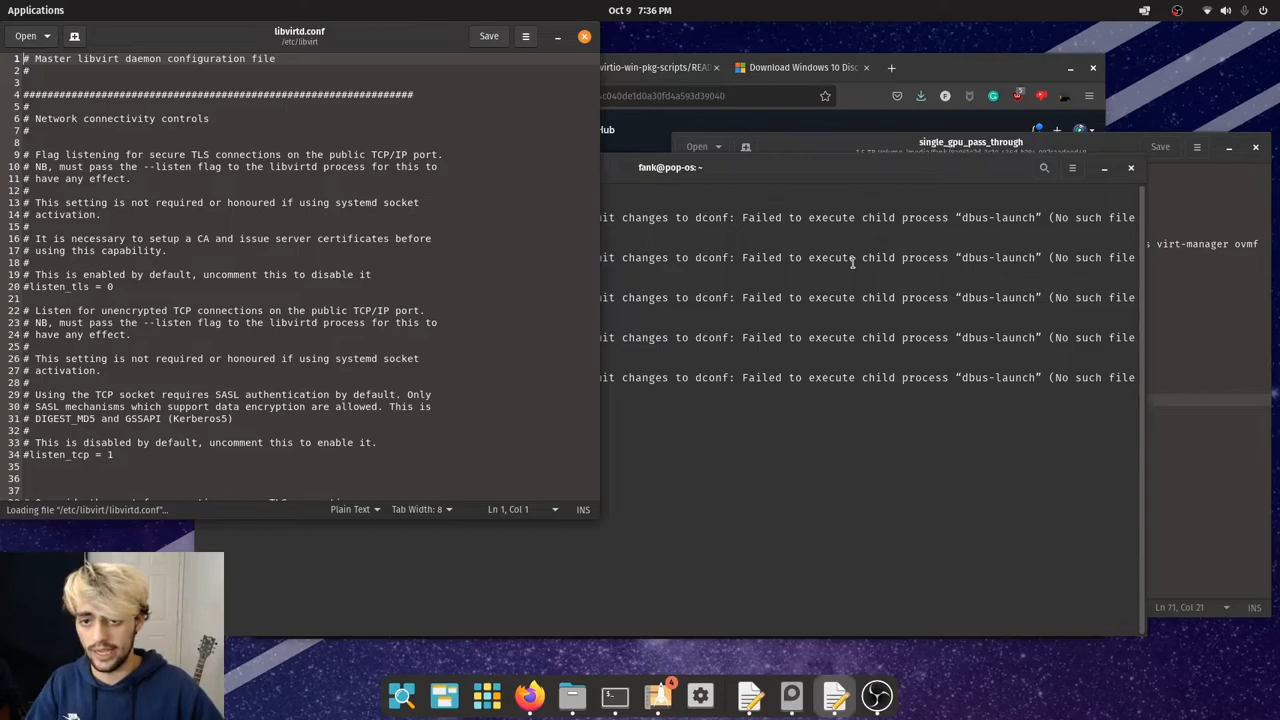 Applications
Oct 9 7:36 PM
Open
libvirtd.conf
/etc/libvirt
Save
1 # Master libvirt daemon configuration file
2 #
3
4 #################################################################
5 #
6 # Network connectivity controls
7 #
8
9 # Flag listening for secure TLS connections on the public TCP/IP port.
10 # NB, must pass the --listen flag to the libvirtd process for this to
11 # have any effect.
12 #
13 # This setting is not required or honoured if using systemd socket
14 # activation.
15 #
16 # It is necessary to setup a CA and issue server certificates before
17 # using this capability.
18 #
19 # This is enabled by default, uncomment this to disable it
20 #listen_tls = 0
21
22 # Listen for unencrypted TCP connections on the public TCP/IP port.
23 # NB, must pass the --listen flag to the libvirtd process for this to
24 # have any effect.
25 #
26 # This setting is not required or honoured if using systemd socket
27 # activation.
28 #
29 # Using the TCP socket requires SASL authentication by default. Only
30 # SASL mechanisms which support data encryption are allowed. This is
31 # DIGEST_MD5 and GSSAPI (Kerberos5)
32 #
33 # This is disabled by default, uncomment this to enable it.
34 #listen_tcp = 1
35
36
37
Loading file "/etc/libvirt/libvirtd.conf"…
Plain Text
Tab Width: 8
Ln 1, Col 1
INS
virtio-win-pkg-scripts/READ
Download Windows 10 Disc
c040de1d0a30fd4a593d39040
Hub
Open
single_gpu_pass_through
Save
s virt-manager ovmf
Ln 71, Col 21
INS
fank@pop-os: ~
it changes to dconf: Failed to execute child process “dbus-launch” (No such file
it changes to dconf: Failed to execute child process “dbus-launch” (No such file
it changes to dconf: Failed to execute child process “dbus-launch” (No such file
it changes to dconf: Failed to execute child process “dbus-launch” (No such file
it changes to dconf: Failed to execute child process “dbus-launch” (No such file
4